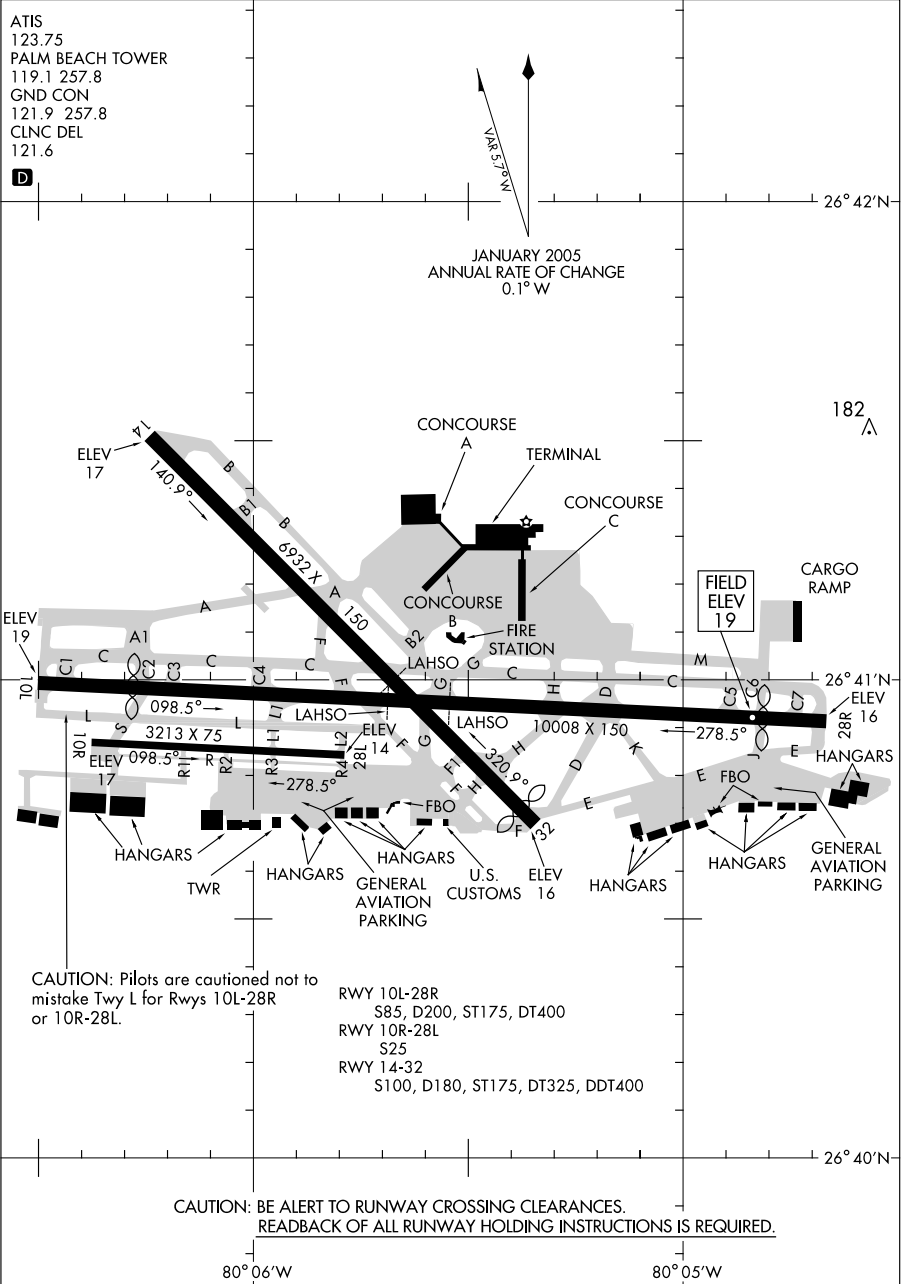 ATIS
123.75
PALM BEACH TOWER
119.1 257.8
GND CON
121.9 257.8
CLNC DEL
121.6
D
VAR 5.7° W
26° 42'N
JANUARY 2005
ANNUAL RATE OF CHANGE
0.1° W
182
14
ELEV
17
140.9°
B
B1
B
6932 X 150
CONCOURSE
A
TERMINAL
CONCOURSE
C
CONCOURSE
B
FIRE
STATION
FIELD
ELEV
19
CARGO
RAMP
A
A
F
B2
ELEV
19
A1
C1
C
C2
C3
C
C4
C
F
LAHSO
G
G
C
H
D
C
M
C5
C6
C7
26° 41'N
10L
098.5°
LAHSO
LAHSO
10008 X 150
278.5°
ELEV
16
28R
L
S
L
L1
L1
L2
ELEV
14
F
G
F1
320.9°
H
D
K
E
J
E
10R
3213 X 75
098.5°
ELEV
17
R1
R
R2
R3
278.5°
R4
28L
F
H
E
F
32
ELEV
16
HANGARS
FBO
FBO
HANGARS
TWR
HANGARS
GENERAL
AVIATION
PARKING
HANGARS
U.S.
CUSTOMS
HANGARS
HANGARS
GENERAL
AVIATION
PARKING
CAUTION: Pilots are cautioned not to
mistake Twy L for Rwys 10L-28R
or 10R-28L.
RWY 10L-28R
S85, D200, ST175, DT400
RWY 10R-28L
S25
RWY 14-32
S100, D180, ST175, DT325, DDT400
26° 40'N
CAUTION: BE ALERT TO RUNWAY CROSSING CLEARANCES.
READBACK OF ALL RUNWAY HOLDING INSTRUCTIONS IS REQUIRED.
80° 06'W
80° 05'W